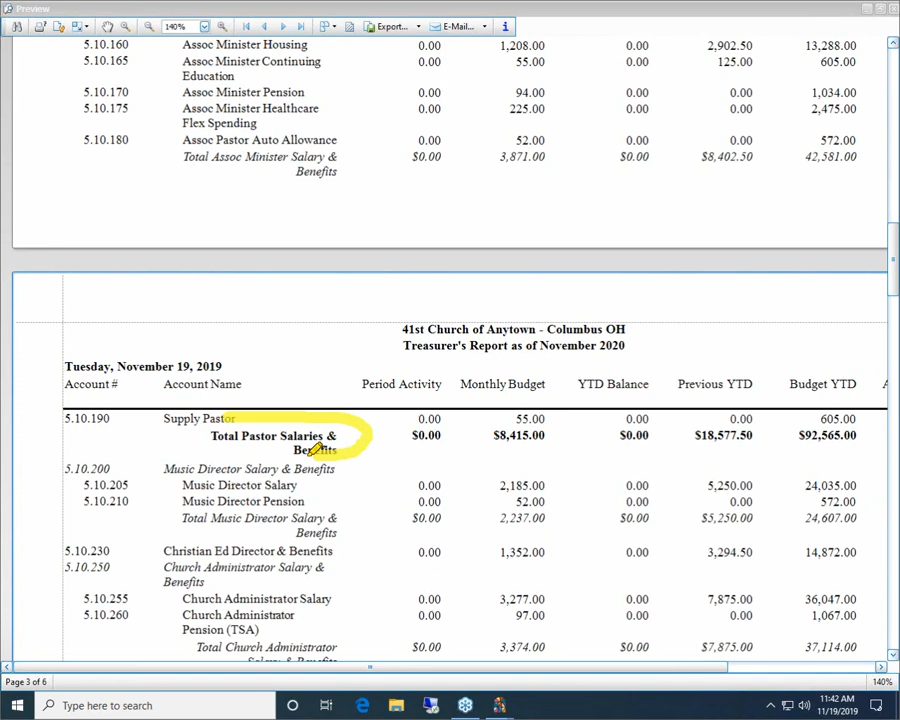 Preview
140%
Export...
E-Mail...
5.10.160 Assoc Minister Housing 0.00 1,208.00 0.00 2,902.50 13,288.00
5.10.165 Assoc Minister Continuing 0.00 55.00 0.00 125.00 605.00
Education
5.10.170 Assoc Minister Pension 0.00 94.00 0.00 0.00 1,034.00
5.10.175 Assoc Minister Healthcare 0.00 225.00 0.00 0.00 2,475.00
Flex Spending
5.10.180 Assoc Pastor Auto Allowance 0.00 52.00 0.00 0.00 572.00
Total Assoc Minister Salary & $0.00 3,871.00 $0.00 $8,402.50 42,581.00
Benefits
41st Church of Anytown - Columbus OH
Treasurer's Report as of November 2020
Tuesday, November 19, 2019
Account # Account Name Period Activity Monthly Budget YTD Balance Previous YTD Budget YTD
5.10.190 Supply Pastor 0.00 55.00 0.00 0.00 605.00
Total Pastor Salaries & $0.00 $8,415.00 $0.00 $18,577.50 $92,565.00
Benefits
5.10.200 Music Director Salary & Benefits
5.10.205 Music Director Salary 0.00 2,185.00 0.00 5,250.00 24,035.00
5.10.210 Music Director Pension 0.00 52.00 0.00 0.00 572.00
Total Music Director Salary & $0.00 2,237.00 $0.00 $5,250.00 24,607.00
Benefits
5.10.230 Christian Ed Director & Benefits 0.00 1,352.00 0.00 3,294.50 14,872.00
5.10.250 Church Administrator Salary &
Benefits
5.10.255 Church Administrator Salary 0.00 3,277.00 0.00 7,875.00 36,047.00
5.10.260 Church Administrator 0.00 97.00 0.00 0.00 1,067.00
Pension (TSA)
Total Church Administrator $0.00 3,374.00 $0.00 $7,875.00 37,114.00
Salary & Benefits
Page 3 of 6 140%
Type here to search
11:42 AM
11/19/2019